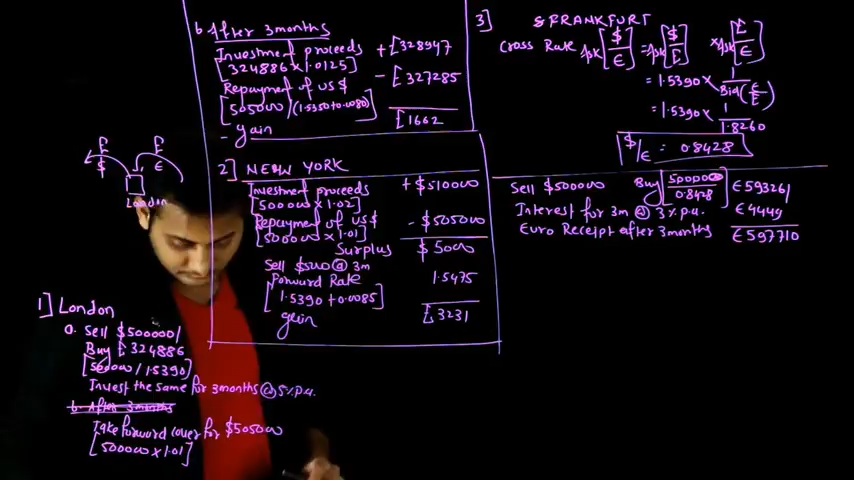 P P
$ €
London
1] London
a. Sell $500000/
Buy £324886
[500000/1.5390]
Invest the same for 3months @ 5% p.a.
b. After 3months
Take forward cover for $505000
[500000×1.01]
b. After 3months
Investment proceeds +£328947
[324886×1.0125]
Repayment of US $ -£327285
[505000/(1.5350+0.0080)]
- gain £1662
2] NEW YORK
Investment proceeds +$510000
[500000×1.02]
Repayment of US $ -$505000
[500000×1.01]
Surplus $5000
Sell $5000 @ 3m
Forward Rate 1.5475
[1.5390+0.0085]
gain £3231
3] FRANKFURT
Cross Rate Ask[$/€] = Ask[$/£] × Ask[£/€]
= 1.5390 × 1/Bid(€/£)
= 1.5390 × 1/1.8260
$/€ = 0.8428
Sell $500000 Buy [500000/0.8428] €593261
Interest for 3m @ 3% p.a. €4449
Euro Receipt after 3months €597710